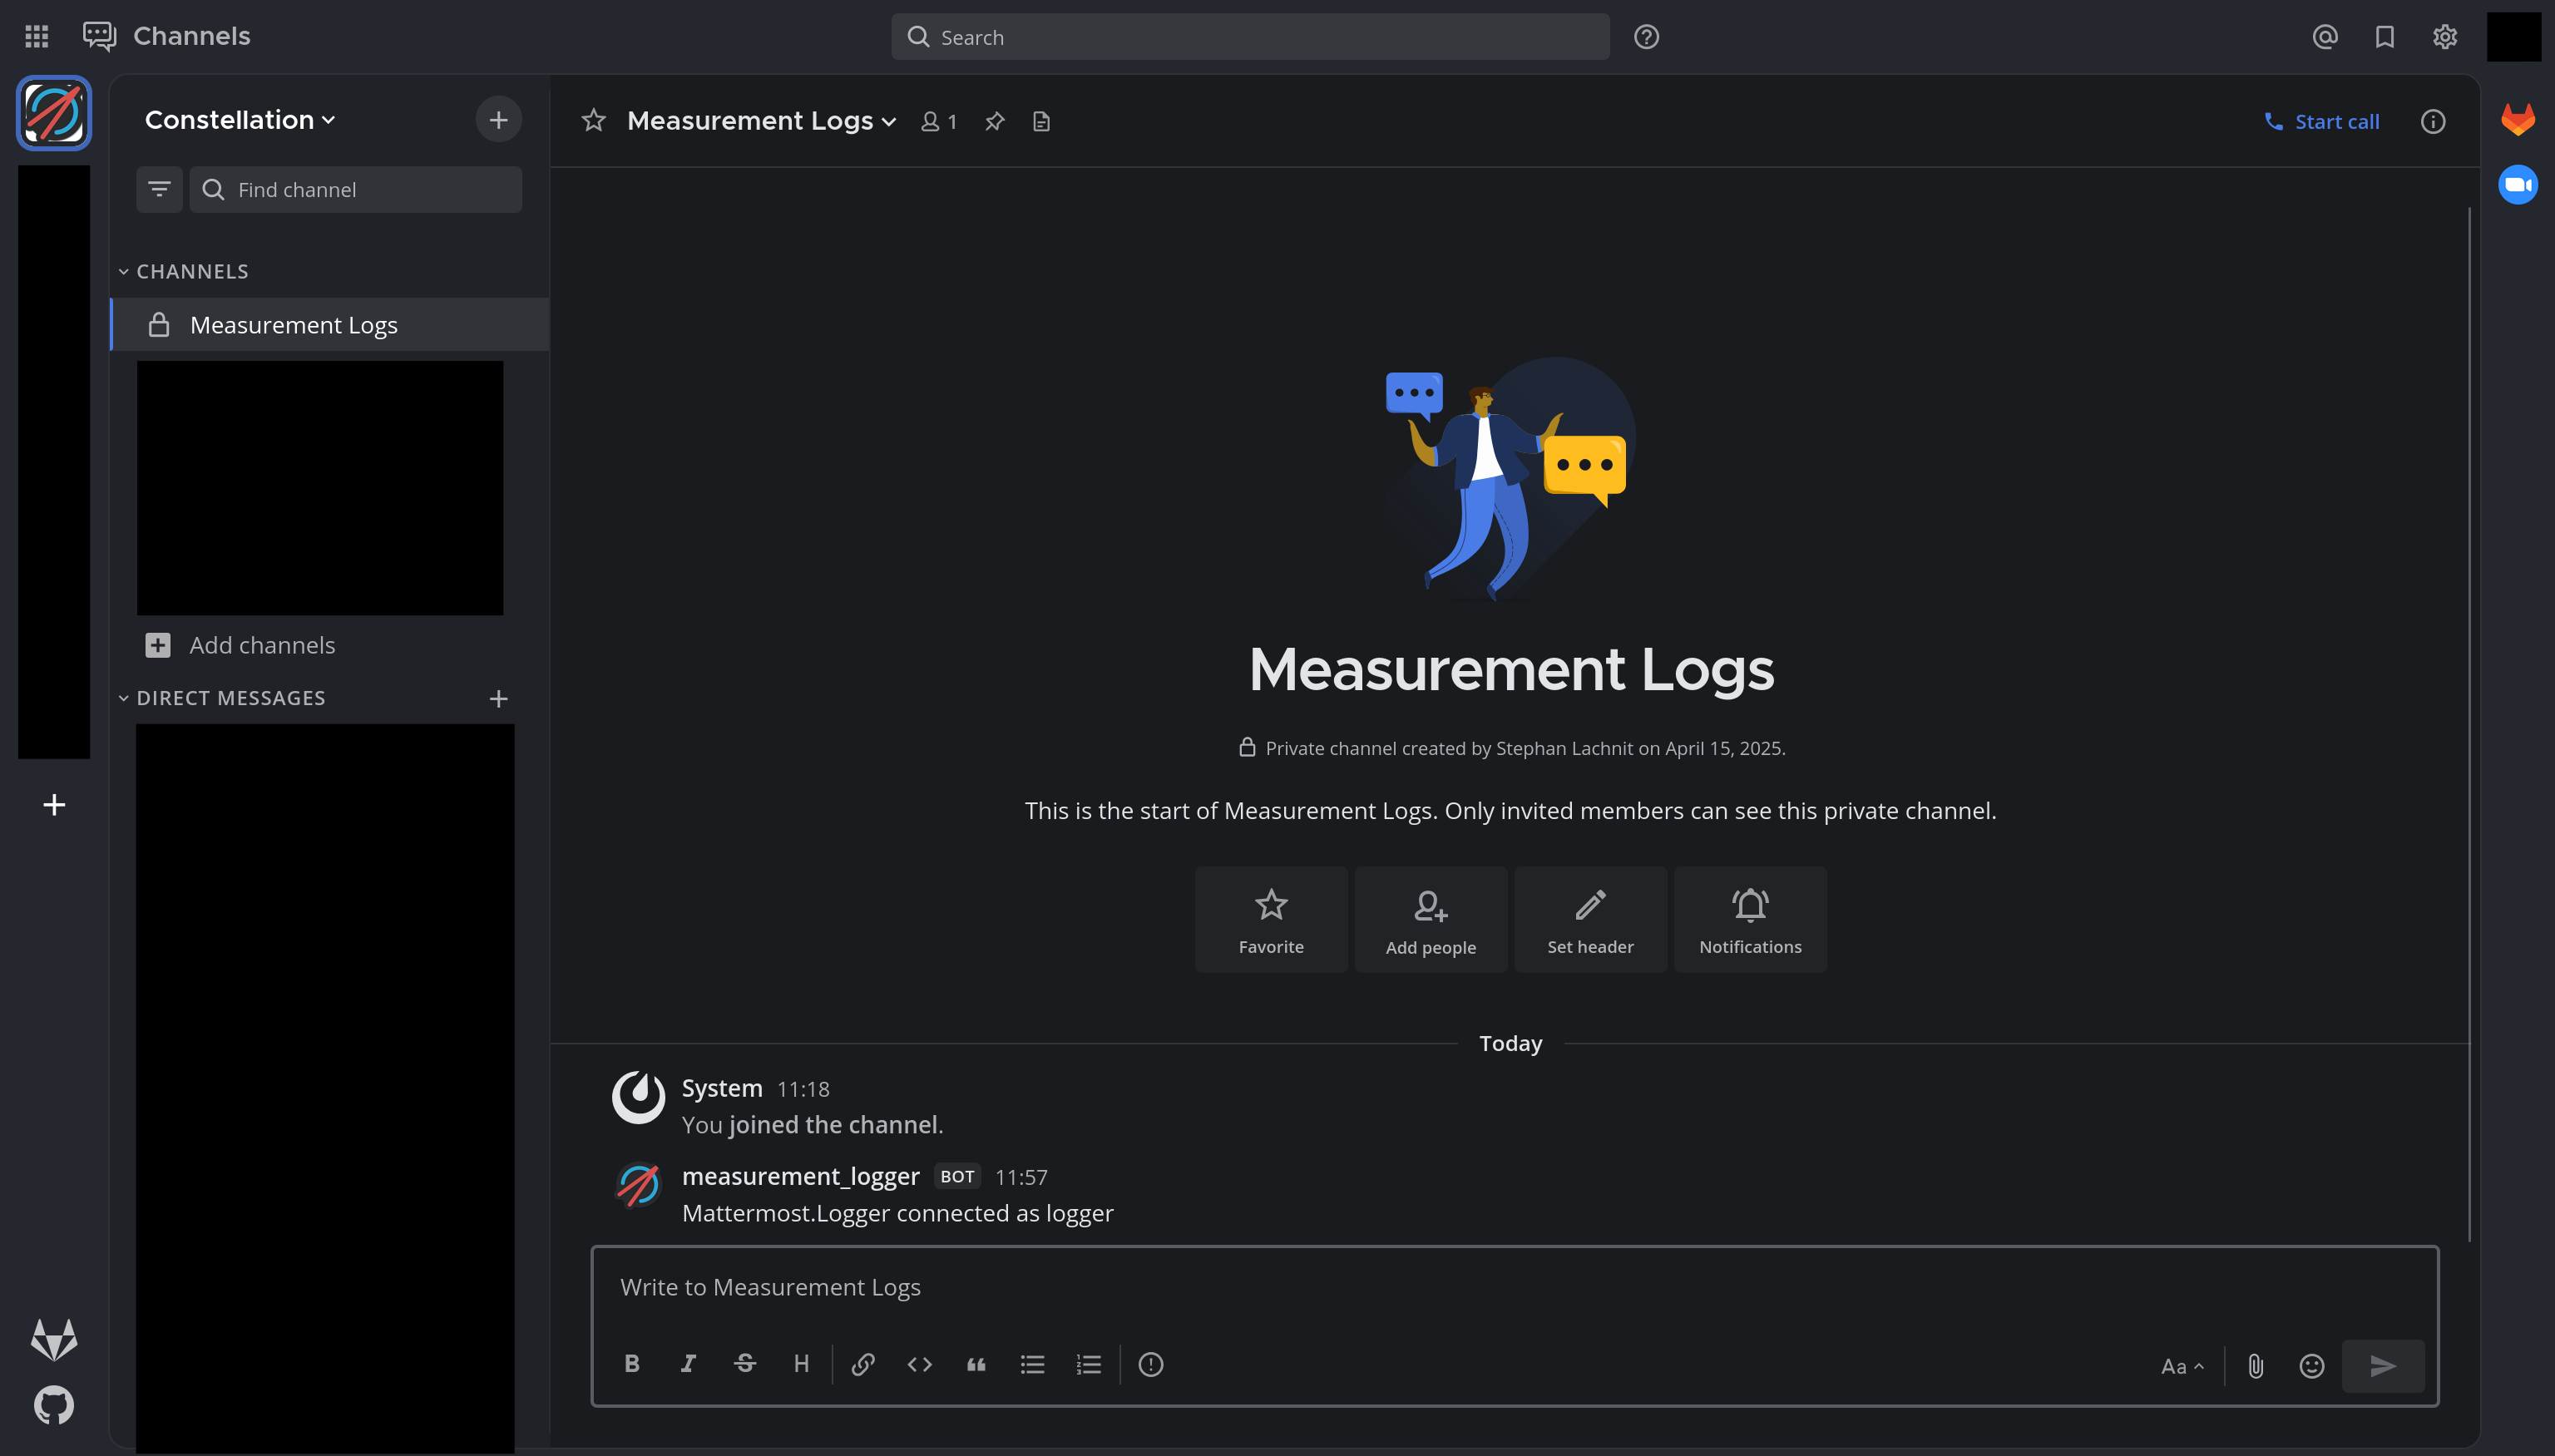 Channels
Search
Constellation
Find channel
CHANNELS
Measurement Logs
Add channels
DIRECT MESSAGES
Measurement Logs
1
Start call
Measurement Logs
Private channel created by Stephan Lachnit on April 15, 2025.
This is the start of Measurement Logs. Only invited members can see this private channel.
Favorite
Add people
Set header
Notifications
Today
System 11:18
You joined the channel.
measurement_logger BOT 11:57
Mattermost.Logger connected as logger
Write to Measurement Logs
B I S H
Aa